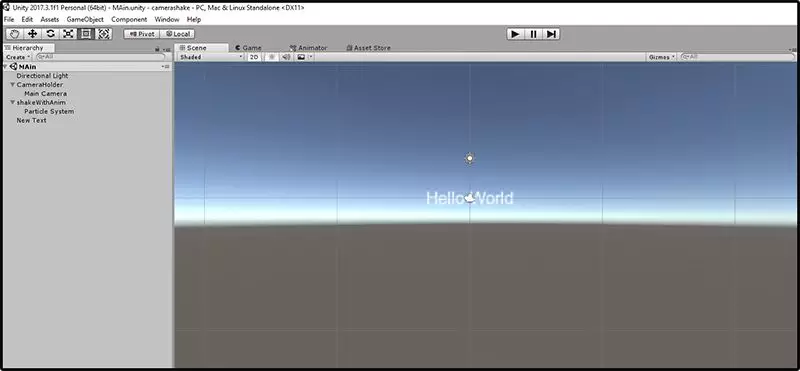 Unity 2017.3.1f1 Personal (64bit) - MAin.unity - camerashake - PC, Mac & Linux Standalone <DX11>
File Edit Assets GameObject Component Window Help
Pivot Local
Hierarchy
Create All
MAin
Directional Light
CameraHolder
Main Camera
shakeWithAnim
Particle System
New Text
Scene Game Animator Asset Store
Shaded 2D Gizmos All
Hello World